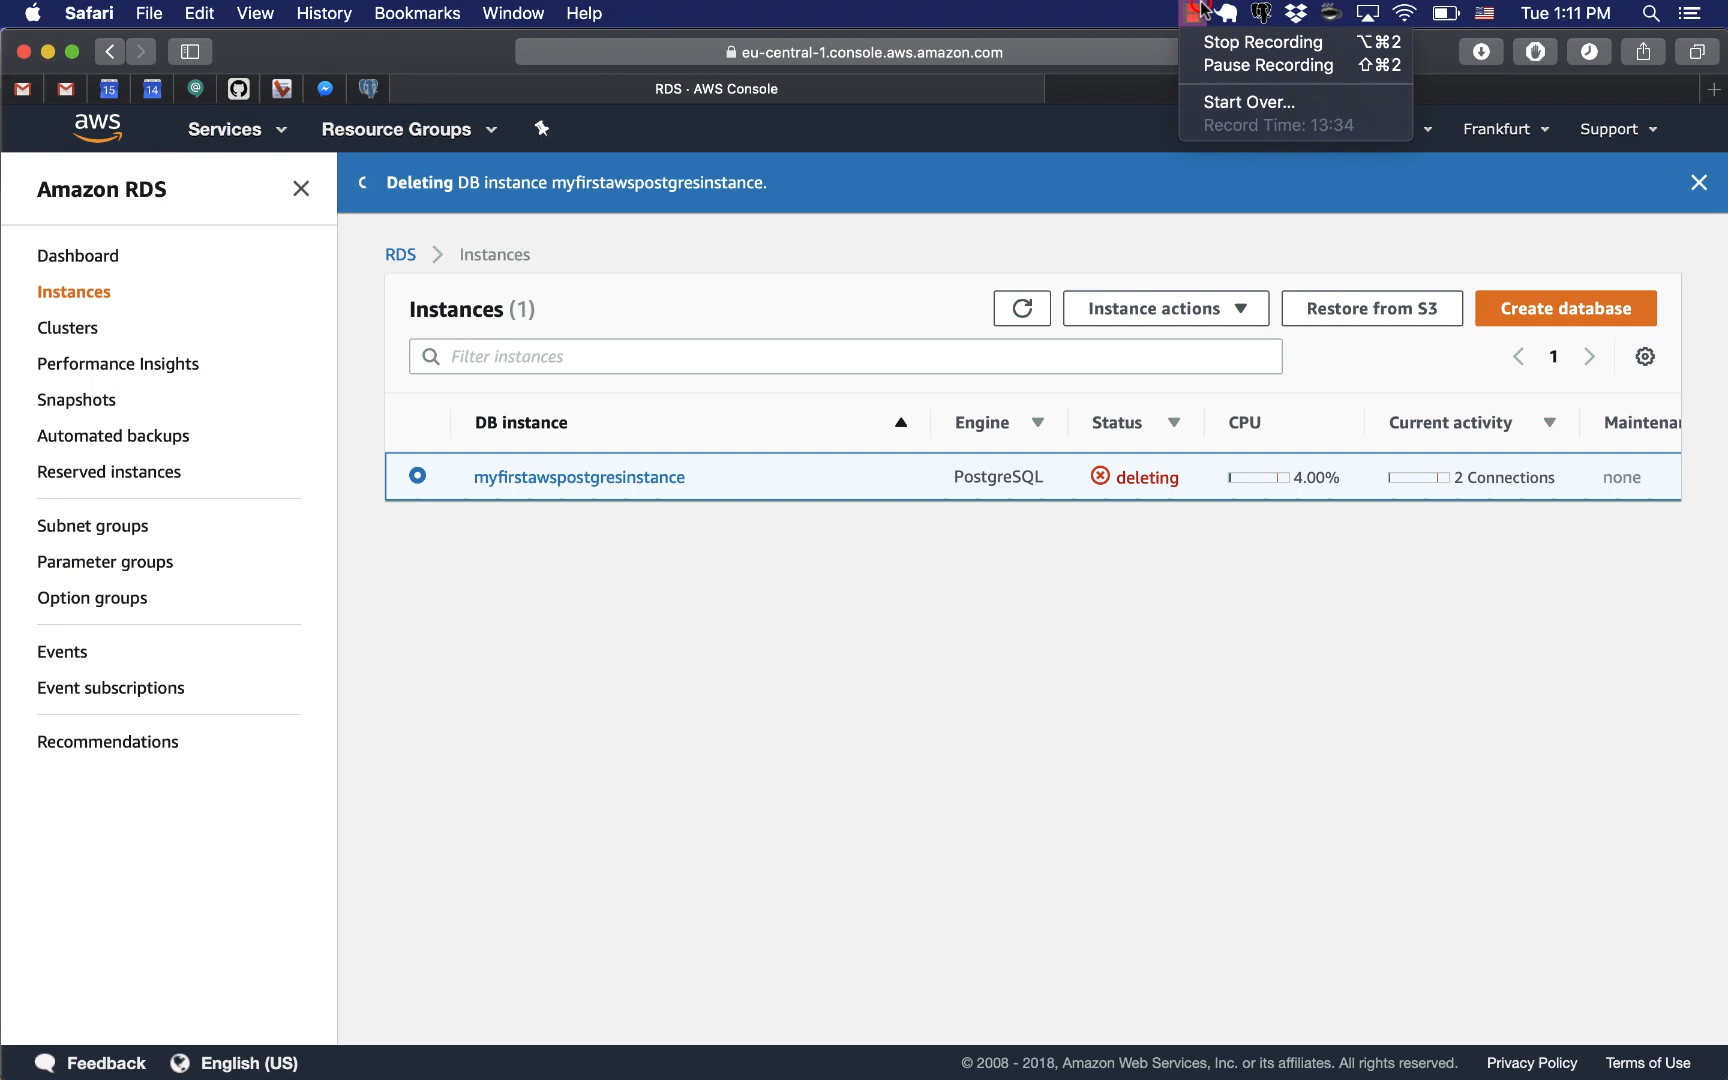 Safari File Edit View History Bookmarks Window Help Tue 1:11 PM
Stop Recording ⌥⌘2
Pause Recording ⇧⌘2
Start Over...
Record Time: 13:34
eu-central-1.console.aws.amazon.com
15 14 RDS · AWS Console
aws Services Resource Groups Frankfurt Support
Amazon RDS
Deleting DB instance myfirstawspostgresinstance.
Dashboard
Instances
Clusters
Performance Insights
Snapshots
Automated backups
Reserved instances
Subnet groups
Parameter groups
Option groups
Events
Event subscriptions
Recommendations
RDS Instances
Instances (1) Instance actions Restore from S3 Create database
Filter instances 1
DB instance Engine Status CPU Current activity Maintena
myfirstawspostgresinstance PostgreSQL deleting 4.00% 2 Connections none
Feedback English (US) © 2008 - 2018, Amazon Web Services, Inc. or its affiliates. All rights reserved. Privacy Policy Terms of Use